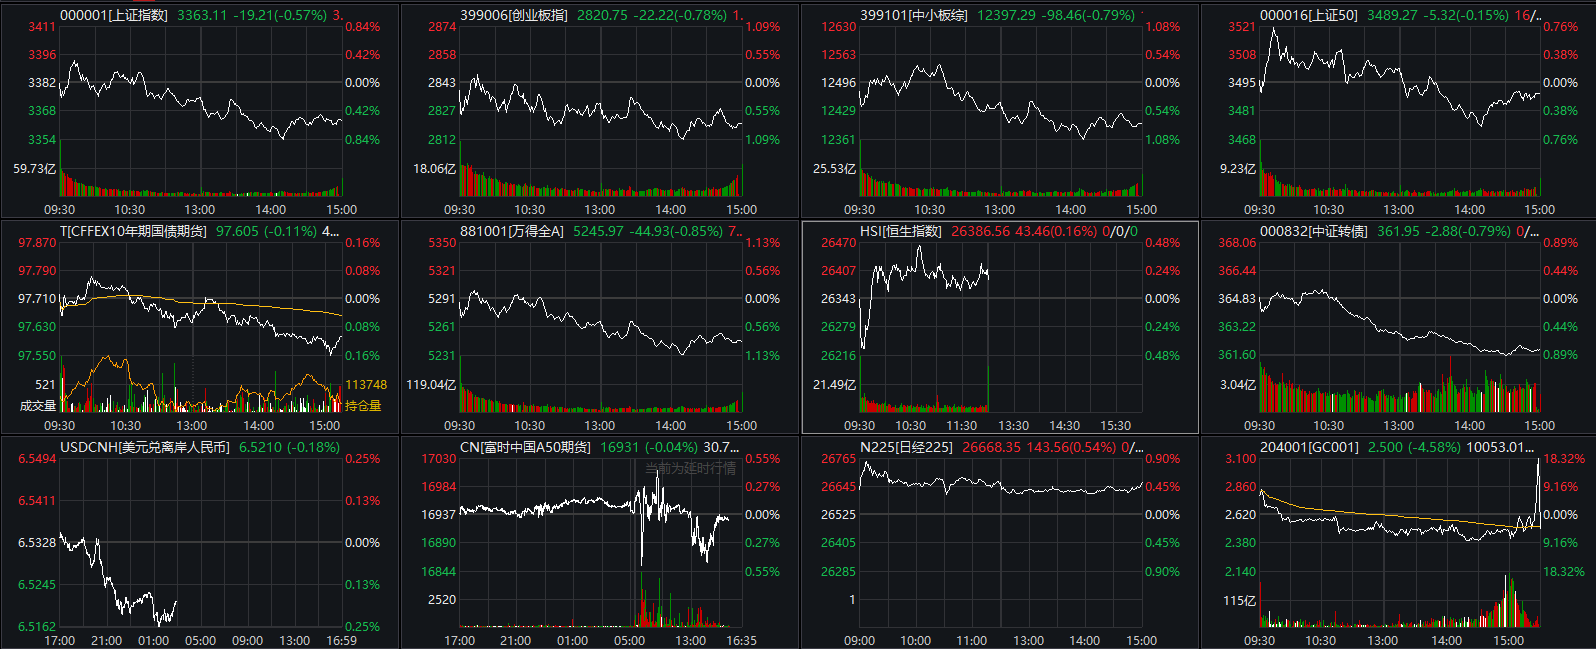 000001[上证指数] 3363.11 -19.21(-0.57%) 3.
3411 0.84%
3396 0.42%
3382 0.00%
3368 0.42%
3354 0.84%
59.73亿
09:30 10:30 13:00 14:00 15:00
399006[创业板指] 2820.75 -22.22(-0.78%) 1.
2874 1.09%
2858 0.55%
2843 0.00%
2827 0.55%
2812 1.09%
18.06亿
09:30 10:30 13:00 14:00 15:00
399101[中小板综] 12397.29 -98.46(-0.79%)
12630 1.08%
12563 0.54%
12496 0.00%
12429 0.54%
12361 1.08%
25.53亿
09:30 10:30 13:00 14:00 15:00
000016[上证50] 3489.27 -5.32(-0.15%) 16/...
3521 0.76%
3508 0.38%
3495 0.00%
3481 0.38%
3468 0.76%
9.23亿
09:30 10:30 13:00 14:00 15:00
T[CFFEX10年期国债期货] 97.605 (-0.11%) 4...
97.870 0.16%
97.790 0.08%
97.710 0.00%
97.630 0.08%
97.550 0.16%
521 113748
成交量 持仓量
09:30 10:30 13:00 14:00 15:00
881001[万得全A] 5245.97 -44.93(-0.85%) 7..
5350 1.13%
5321 0.56%
5291 0.00%
5261 0.56%
5231 1.13%
119.04亿
09:30 10:30 13:00 14:00 15:00
HSI[恒生指数] 26386.56 43.46(0.16%) 0/0/0
26470 0.48%
26407 0.24%
26343 0.00%
26279 0.24%
26216 0.48%
21.49亿
09:30 10:30 11:30 13:30 14:30 15:30
000832[中证转债] 361.95 -2.88(-0.79%) 0/...
368.06 0.89%
366.44 0.44%
364.83 0.00%
363.22 0.44%
361.60 0.89%
3.04亿
09:30 10:30 13:00 14:00 15:00
USDCNH[美元兑离岸人民币] 6.5210 (-0.18%)
6.5494 0.25%
6.5411 0.13%
6.5328 0.00%
6.5245 0.13%
6.5162 0.25%
17:00 21:00 01:00 05:00 09:00 13:00 16:59
CN[富时中国A50期货] 16931 (-0.04%) 30.7...
当前为延时行情
17030 0.55%
16984 0.27%
16937 0.00%
16890 0.27%
16844 0.55%
2520
17:00 21:00 01:00 05:00 13:00 16:35
N225[日经225] 26668.35 143.56(0.54%) 0/...
26765 0.90%
26645 0.45%
26525 0.00%
26405 0.45%
26285 0.90%
1
09:00 10:00 11:00 13:00 14:00 15:00
204001[GC001] 2.500 (-4.58%) 10053.01...
3.100 18.32%
2.860 9.16%
2.620 0.00%
2.380 9.16%
2.140 18.32%
115亿
09:30 10:30 13:00 14:00 15:00